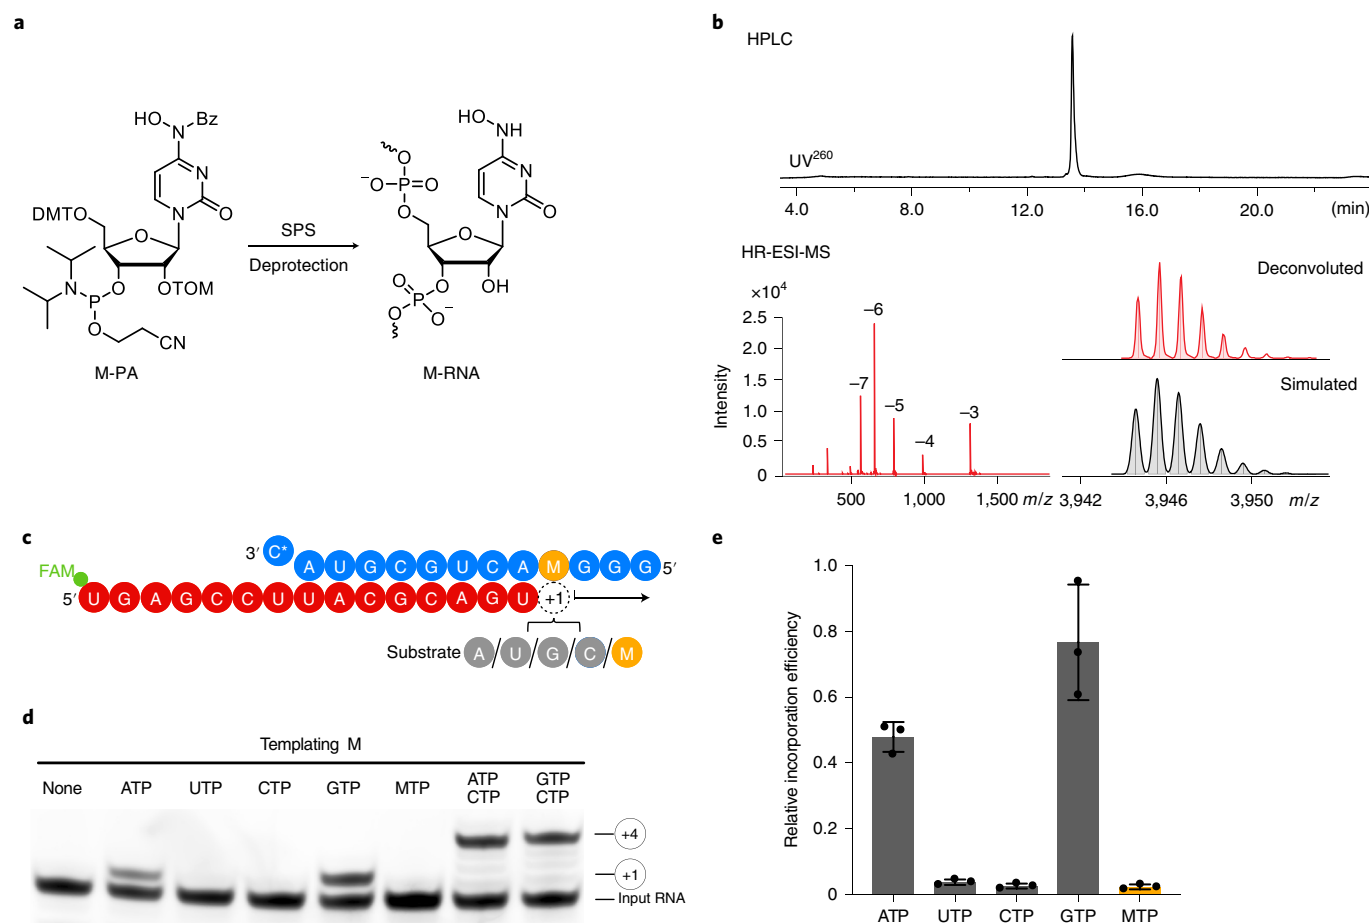 a
HO
N
Bz
N
N
O
DMTO
O
N
P
O
OTOM
O
CN
M-PA
SPS
Deprotection
HO
NH
N
N
O
O
−O
P
O
O
O
O
P
O
O−
OH
M-RNA
b
HPLC
UV260
4.0 8.0 12.0 16.0 20.0 (min)
HR-ESI-MS
×10⁴
2.5
2.0
1.5
1.0
0.5
0
Intensity
–7
–6
–5
–4
–3
500 1,000 1,500 m/z
Deconvoluted
Simulated
3,942 3,946 3,950 m/z
c
3′ C* A U G C G U C A M G G G 5′
FAM
5′ U G A G C C U U A C G C A G U +1
Substrate A / U / G / C / M
d
Templating M
None ATP UTP CTP GTP MTP ATP CTP GTP CTP
+4
+1
Input RNA
e
Relative incorporation efficiency
1.0
0.8
0.6
0.4
0.2
0
ATP UTP CTP GTP MTP